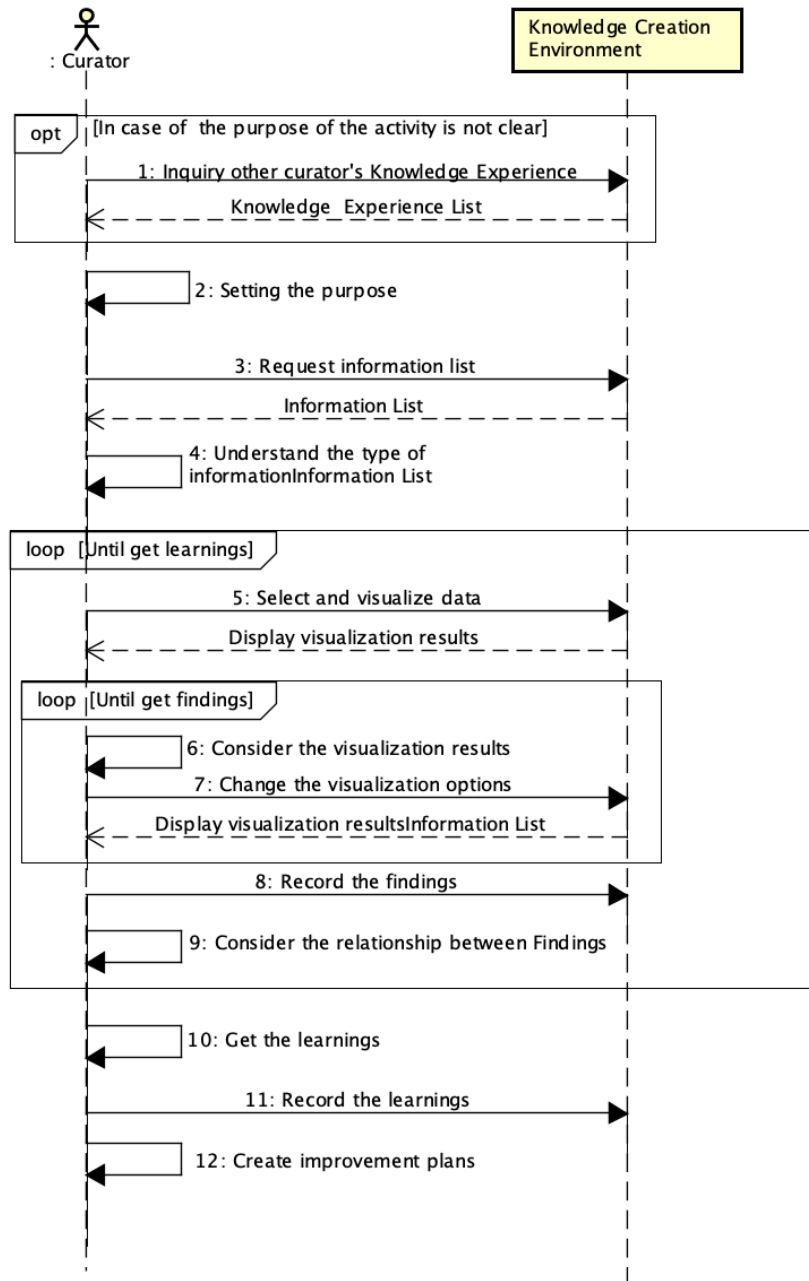 : Curator
Knowledge Creation
Environment
opt [In case of the purpose of the activity is not clear]
1: Inquiry other curator's Knowledge Experience
Knowledge Experience List
2: Setting the purpose
3: Request information list
Information List
4: Understand the type of
informationInformation List
loop [Until get learnings]
5: Select and visualize data
Display visualization results
loop [Until get findings]
6: Consider the visualization results
7: Change the visualization options
Display visualization resultsInformation List
8: Record the findings
9: Consider the relationship between Findings
10: Get the learnings
11: Record the learnings
12: Create improvement plans